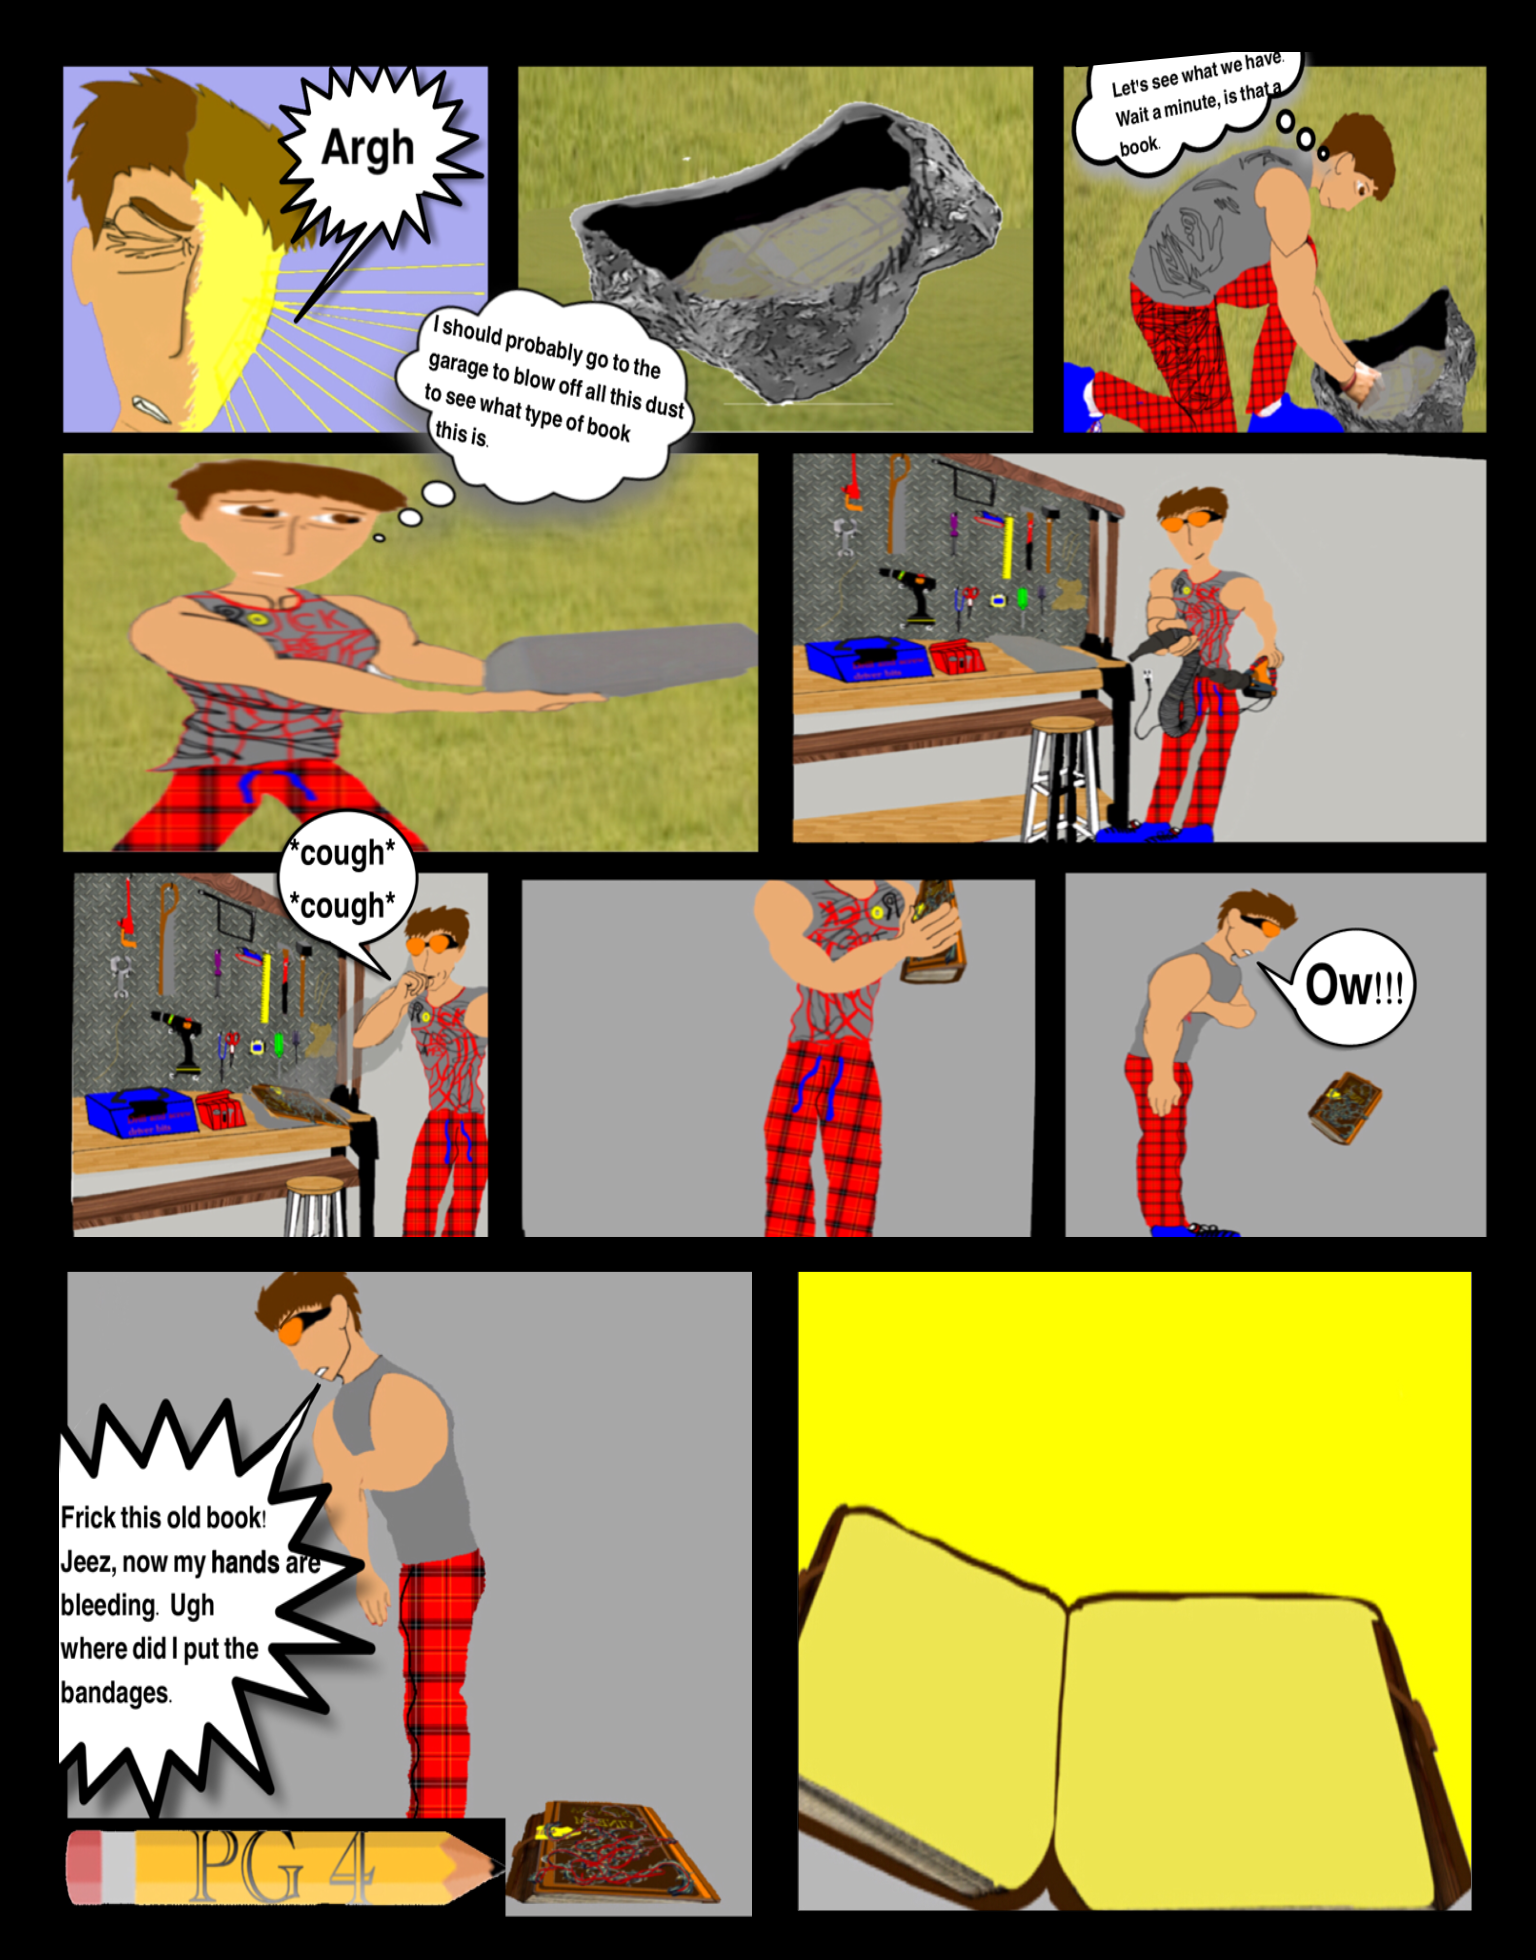 Argh
Let's see what we have.
Wait a minute, is that a
book.
I should probably go to the
garage to blow off all this dust
to see what type of book
this is.
*cough*
*cough*
Ow!!!
Frick this old book!
Jeez, now my hands are
bleeding. Ugh
where did I put the
bandages.
PG 4